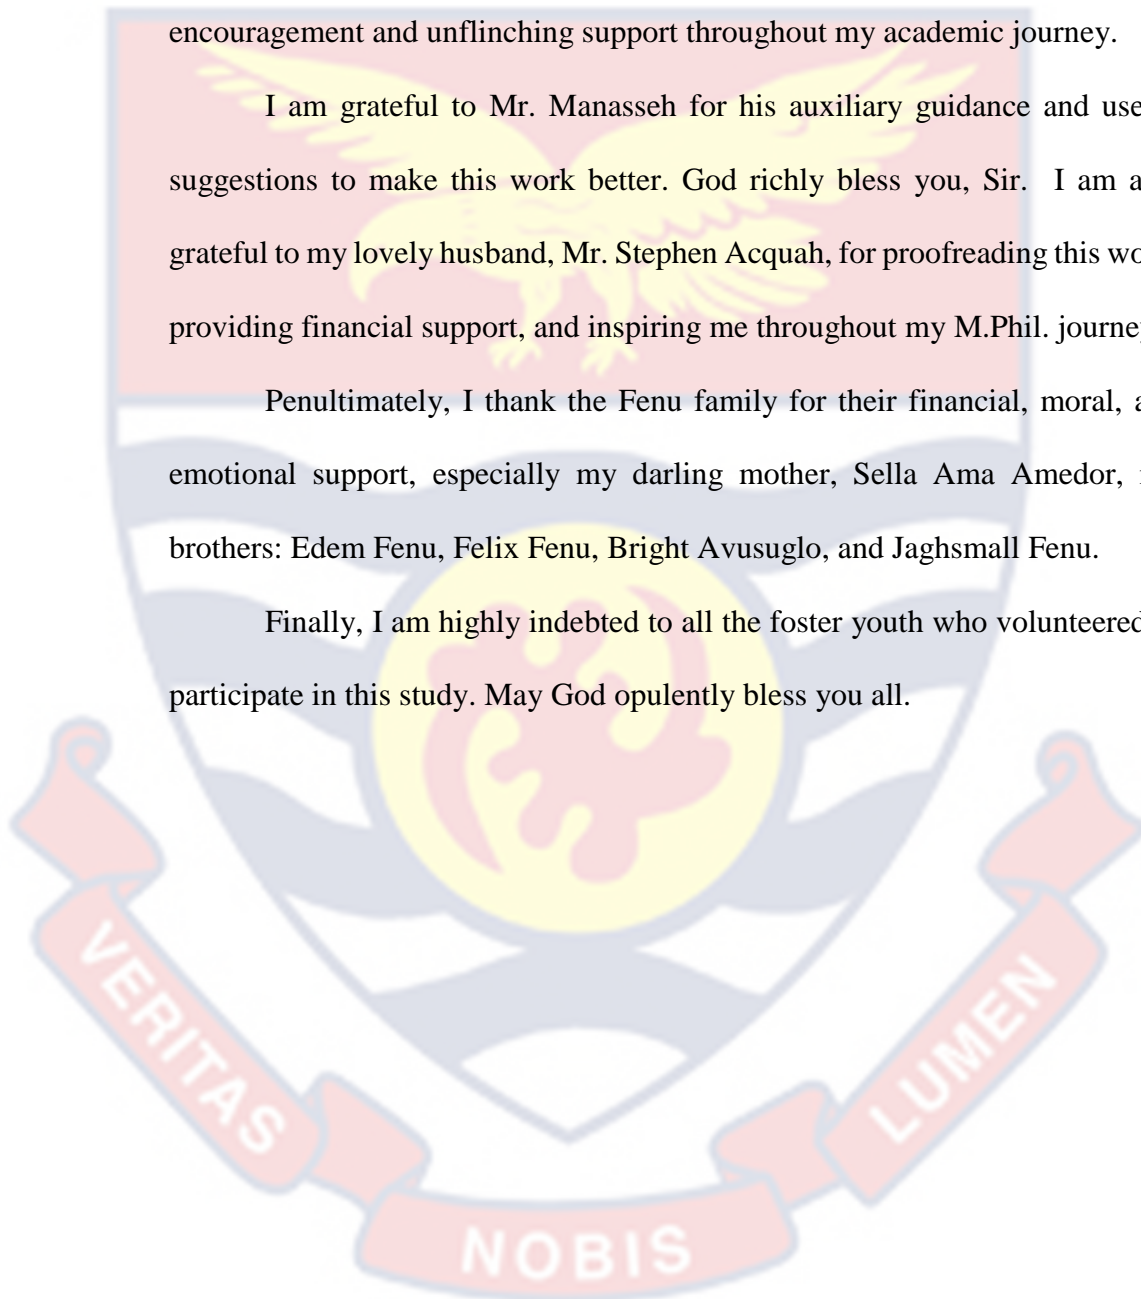 encouragement and unflinching support throughout my academic journey.
I am grateful to Mr. Manasseh for his auxiliary guidance and use
suggestions to make this work better. God richly bless you, Sir. I am a
grateful to my lovely husband, Mr. Stephen Acquah, for proofreading this wo
providing financial support, and inspiring me throughout my M.Phil. journey
Penultimately, I thank the Fenu family for their financial, moral, a
emotional support, especially my darling mother, Sella Ama Amedor,
brothers: Edem Fenu, Felix Fenu, Bright Avusuglo, and Jaghsmall Fenu.
Finally, I am highly indebted to all the foster youth who volunteered
participate in this study. May God opulently bless you all.
VERITAS
NOBIS
LUMEN